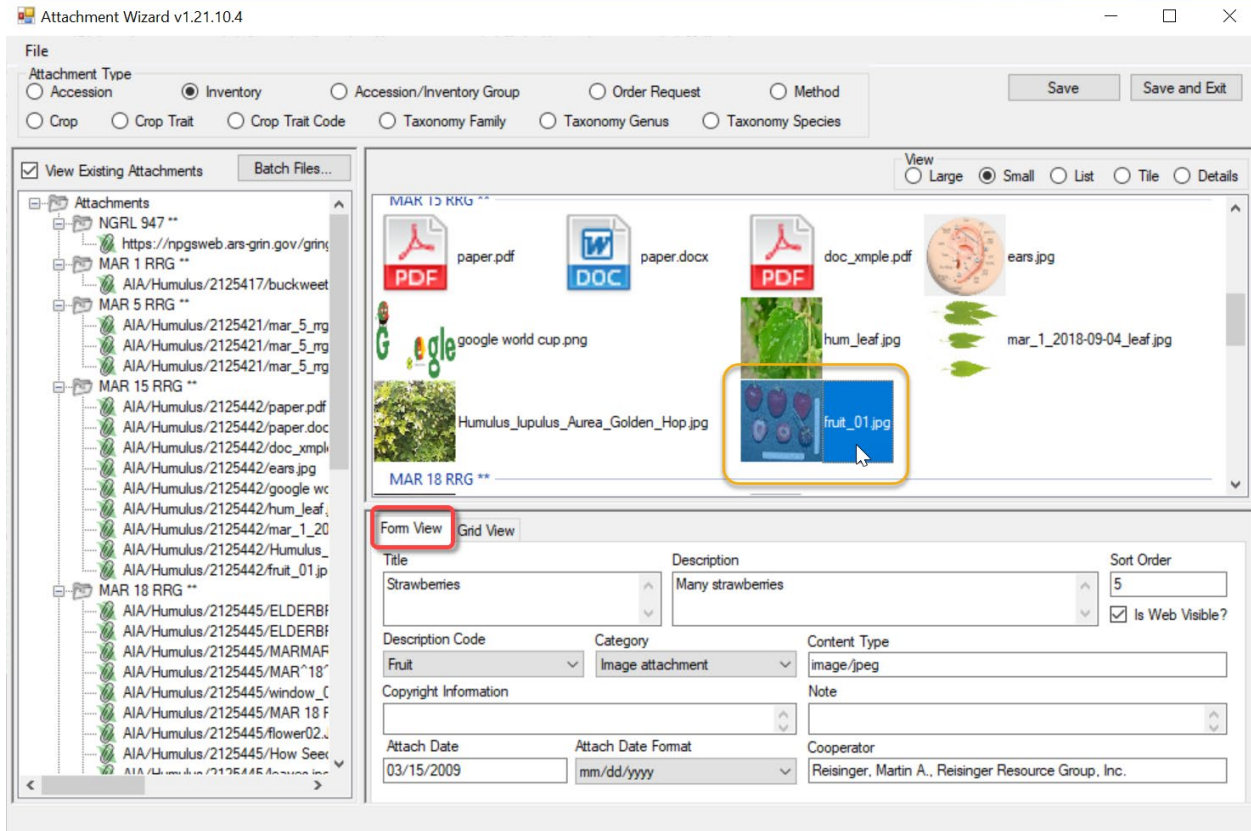 Attachment Wizard v1.21.10.4
File
Attachment Type
Accession Inventory Accession/Inventory Group Order Request Method
Crop Crop Trait Crop Trait Code Taxonomy Family Taxonomy Genus Taxonomy Species
Save Save and Exit
View Existing Attachments Batch Files...
Attachments
NGRL 947 **
https://npgsweb.ars-grin.gov/gring
MAR 1 RRG **
AIA/Humulus/2125417/buckweet
MAR 5 RRG **
AIA/Humulus/2125421/mar_5_rrg
AIA/Humulus/2125421/mar_5_rrg
AIA/Humulus/2125421/mar_5_rrg
MAR 15 RRG **
AIA/Humulus/2125442/paper.pdf
AIA/Humulus/2125442/paper.doc
AIA/Humulus/2125442/doc_xmpl
AIA/Humulus/2125442/ears.jpg
AIA/Humulus/2125442/google wo
AIA/Humulus/2125442/hum_leaf.
AIA/Humulus/2125442/mar_1_20
AIA/Humulus/2125442/Humulus_
AIA/Humulus/2125442/fruit_01.jp
MAR 18 RRG **
AIA/Humulus/2125445/ELDERBF
AIA/Humulus/2125445/ELDERBF
AIA/Humulus/2125445/MARMAR
AIA/Humulus/2125445/MAR^18^
AIA/Humulus/2125445/window_0
AIA/Humulus/2125445/MAR 18 F
AIA/Humulus/2125445/flower02.J
AIA/Humulus/2125445/How Seed
AIA/Humulus/2125445/leaves.jpg
View
Large Small List Tile Details
MAR 15 RRG **
PDF paper.pdf DOC paper.docx PDF doc_xmple.pdf ears.jpg
google world cup.png hum_leaf.jpg mar_1_2018-09-04_leaf.jpg
Humulus_lupulus_Aurea_Golden_Hop.jpg fruit_01.jpg
MAR 18 RRG **
Form View Grid View
Title Description Sort Order
Strawberries Many strawberries 5
Is Web Visible?
Description Code Category Content Type
Fruit Image attachment image/jpeg
Copyright Information Note
Attach Date Attach Date Format Cooperator
03/15/2009 mm/dd/yyyy Reisinger, Martin A., Reisinger Resource Group, Inc.